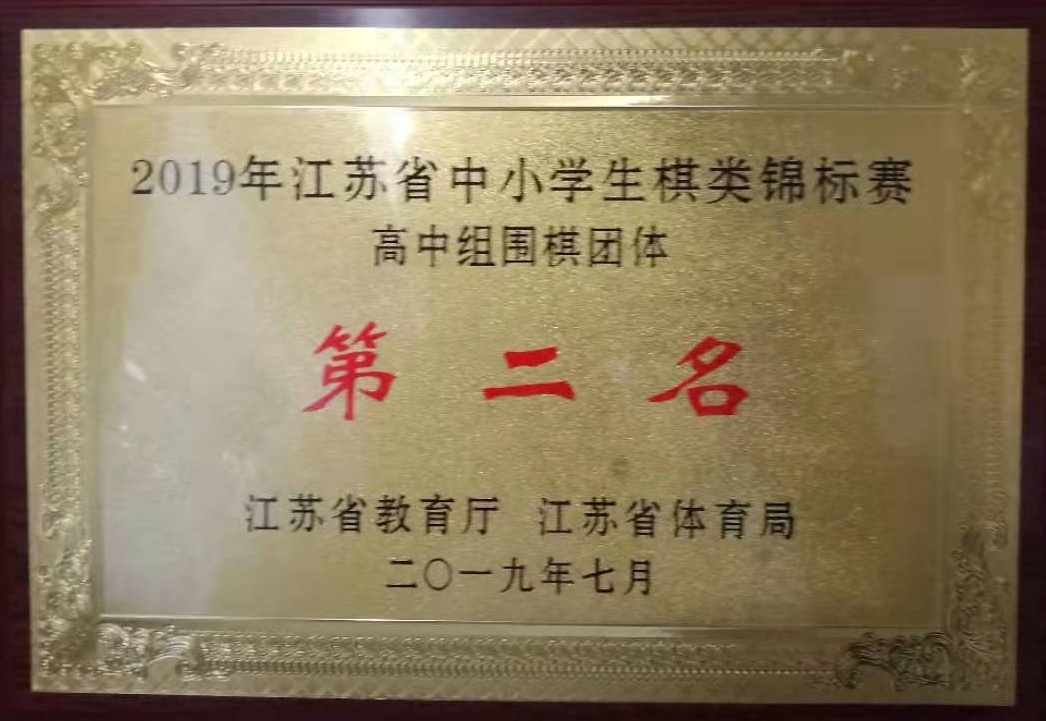 2019年江苏省中小学生棋类锦标赛
高中组围棋团体
第二名
江苏省教育厅 江苏省体育局
二〇一九年七月